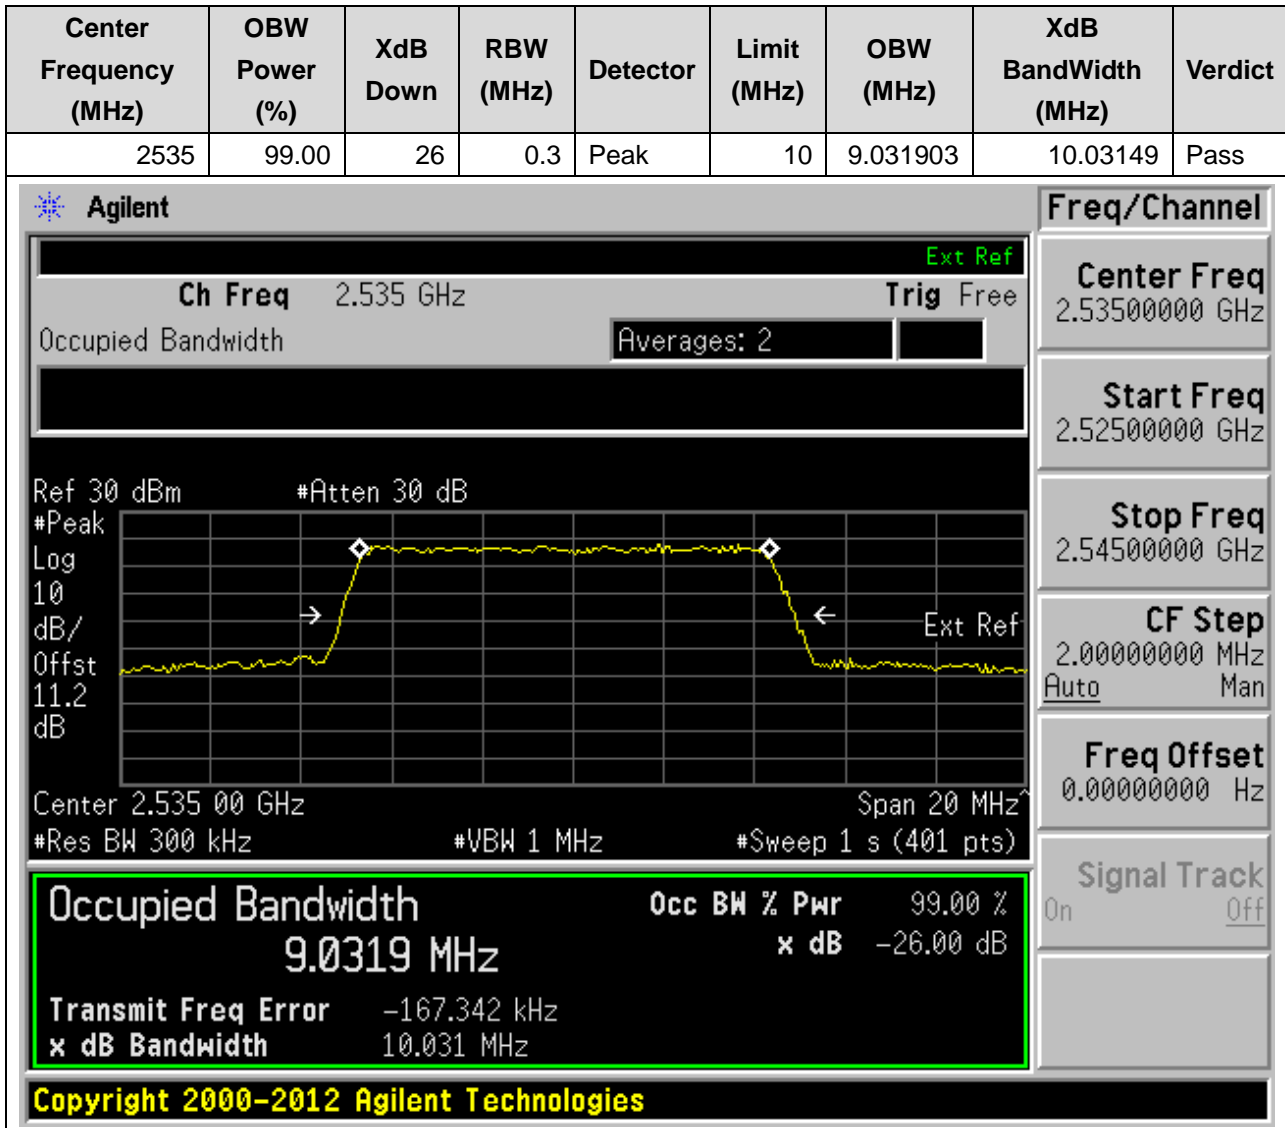 Center Frequency (MHz) OBW Power (%) XdB Down RBW (MHz) Detector Limit (MHz) OBW (MHz) XdB BandWidth (MHz) Verdict
2535 99.00 26 0.3 Peak 10 9.031903 10.03149 Pass
Agilent
Ext Ref
Ch Freq 2.535 GHz Trig Free
Occupied Bandwidth Averages: 2
Ref 30 dBm #Atten 30 dB
#Peak
Log
10
dB/
Offst
11.2
dB
Ext Ref
Center 2.535 00 GHz Span 20 MHz^
#Res BW 300 kHz #VBW 1 MHz #Sweep 1 s (401 pts)
Occupied Bandwidth
9.0319 MHz
Occ BW % Pwr 99.00 %
x dB -26.00 dB
Transmit Freq Error -167.342 kHz
x dB Bandwidth 10.031 MHz
Freq/Channel
Center Freq
2.53500000 GHz
Start Freq
2.52500000 GHz
Stop Freq
2.54500000 GHz
CF Step
2.00000000 MHz
Auto Man
Freq Offset
0.00000000 Hz
Signal Track
On Off
Copyright 2000-2012 Agilent Technologies